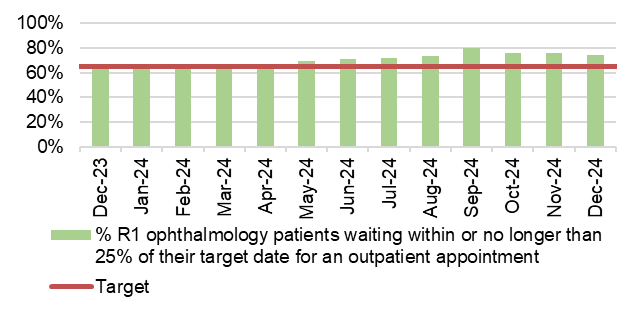 100%
80%
60%
40%
20%
0%
Dec-23
Jan-24
Feb-24
Mar-24
Apr-24
May-24
Jun-24
Jul-24
Aug-24
Sep-24
Oct-24
Nov-24
Dec-24
% R1 ophthalmology patients waiting within or no longer than
25% of their target date for an outpatient appointment
Target